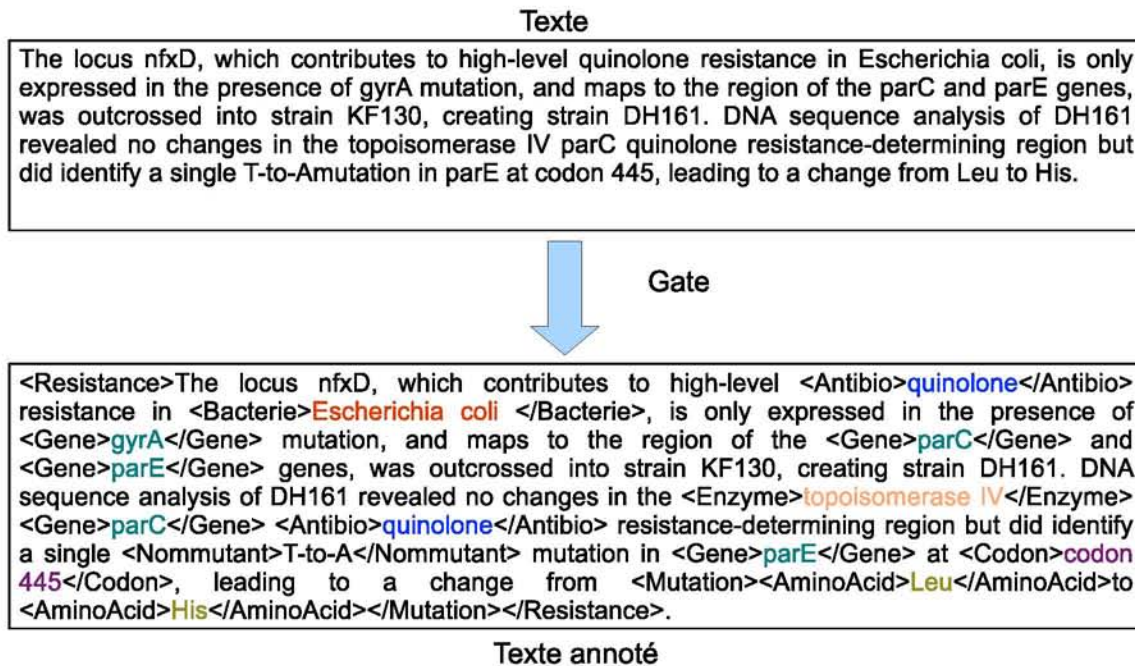 Texte
The locus nfxD, which contributes to high-level quinolone resistance in Escherichia coli, is only
expressed in the presence of gyrA mutation, and maps to the region of the parC and parE genes,
was outcrossed into strain KF130, creating strain DH161. DNA sequence analysis of DH161
revealed no changes in the topoisomerase IV parC quinolone resistance-determining region but
did identify a single T-to-Amutation in parE at codon 445, leading to a change from Leu to His.
Gate
<Resistance>The locus nfxD, which contributes to high-level <Antibio>quinolone</Antibio>
resistance in <Bacterie>Escherichia coli </Bacterie>, is only expressed in the presence of
<Gene>gyrA</Gene> mutation, and maps to the region of the <Gene>parC</Gene> and
<Gene>parE</Gene> genes, was outcrossed into strain KF130, creating strain DH161. DNA
sequence analysis of DH161 revealed no changes in the <Enzyme>topoisomerase IV</Enzyme>
<Gene>parC</Gene> <Antibio>quinolone</Antibio> resistance-determining region but did identify
a single <Nommutant>T-to-A</Nommutant> mutation in <Gene>parE</Gene> at <Codon>codon
445</Codon>, leading to a change from <Mutation><AminoAcid>Leu</AminoAcid>to
<AminoAcid>His</AminoAcid></Mutation></Resistance>.
Texte annoté